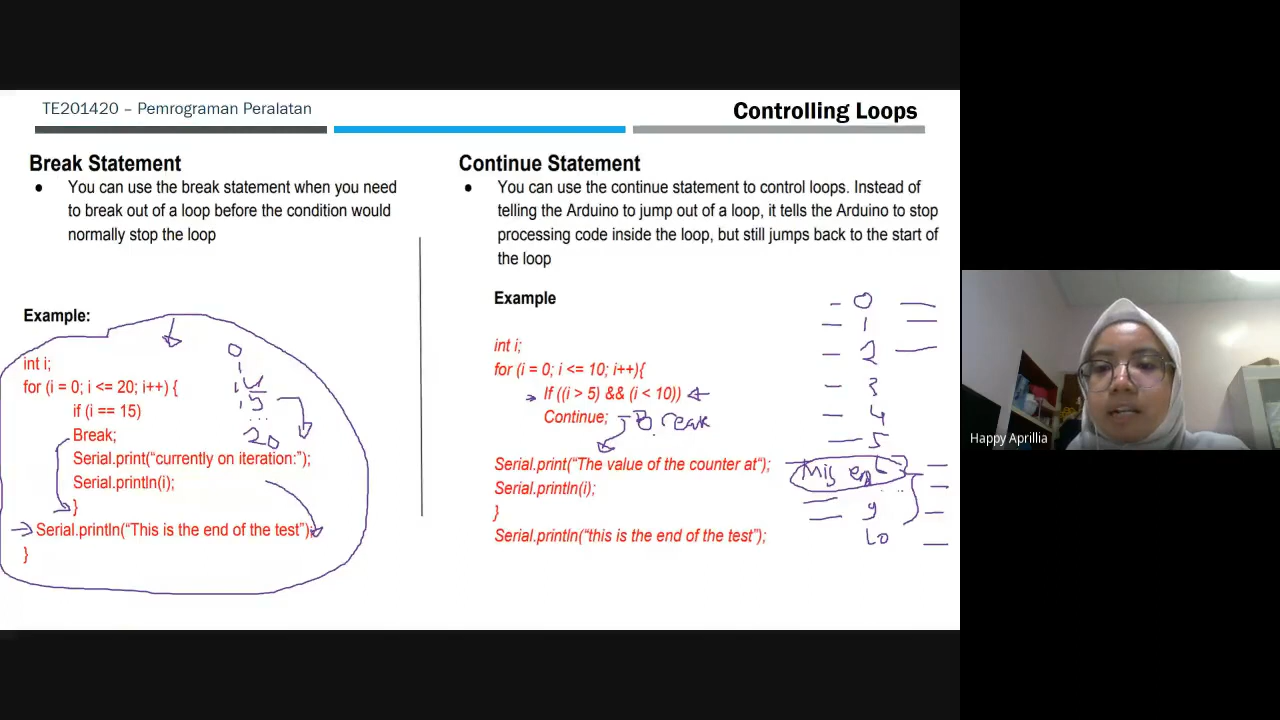 TE201420 – Pemrograman Peralatan
Controlling Loops
Break Statement
● You can use the break statement when you need
to break out of a loop before the condition would
normally stop the loop
Example:
int i;
for (i = 0; i <= 20; i++) {
if (i == 15)
Break;
Serial.print(“currently on iteration:”);
Serial.println(i);
}
Serial.println(“This is the end of the test”);
}
0
1
14
15
...
20
Continue Statement
● You can use the continue statement to control loops. Instead of
telling the Arduino to jump out of a loop, it tells the Arduino to stop
processing code inside the loop, but still jumps back to the start of
the loop
Example
int i;
for (i = 0; i <= 10; i++){
If ((i > 5) && (i < 10))
Continue;
Break
Serial.print(“The value of the counter at“);
Serial.println(i);
}
Serial.println(“this is the end of the test”);
0
1
2
3
4
5
9
10
Happy Aprillia